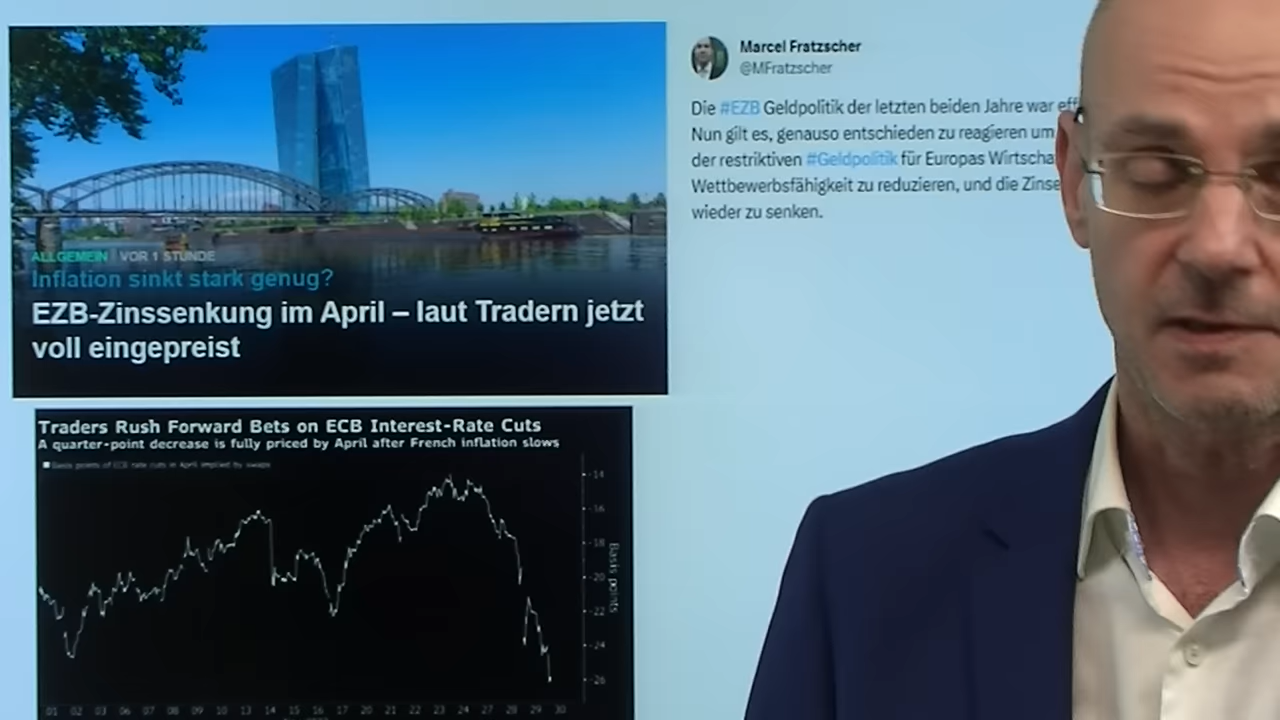 ALLGEMEIN | VOR 1 STUNDE
Inflation sinkt stark genug?
EZB-Zinssenkung im April – laut Tradern jetzt
voll eingepreist
Marcel Fratzscher
@MFratzscher
Die #EZB Geldpolitik der letzten beiden Jahre war eff
Nun gilt es, genauso entschieden zu reagieren um
der restriktiven #Geldpolitik für Europas Wirtscha
Wettbewerbsfähigkeit zu reduzieren, und die Zinse
wieder zu senken.
Traders Rush Forward Bets on ECB Interest-Rate Cuts
A quarter-point decrease is fully priced by April after French inflation slows
Basis points of ECB rate cuts in April implied by swaps
-14
-16
-18
-20
-22
-24
-26
Basis points
01 02 03 06 07 08 09 10 13 14 15 16 17 20 21 22 23 24 27 28 29 30